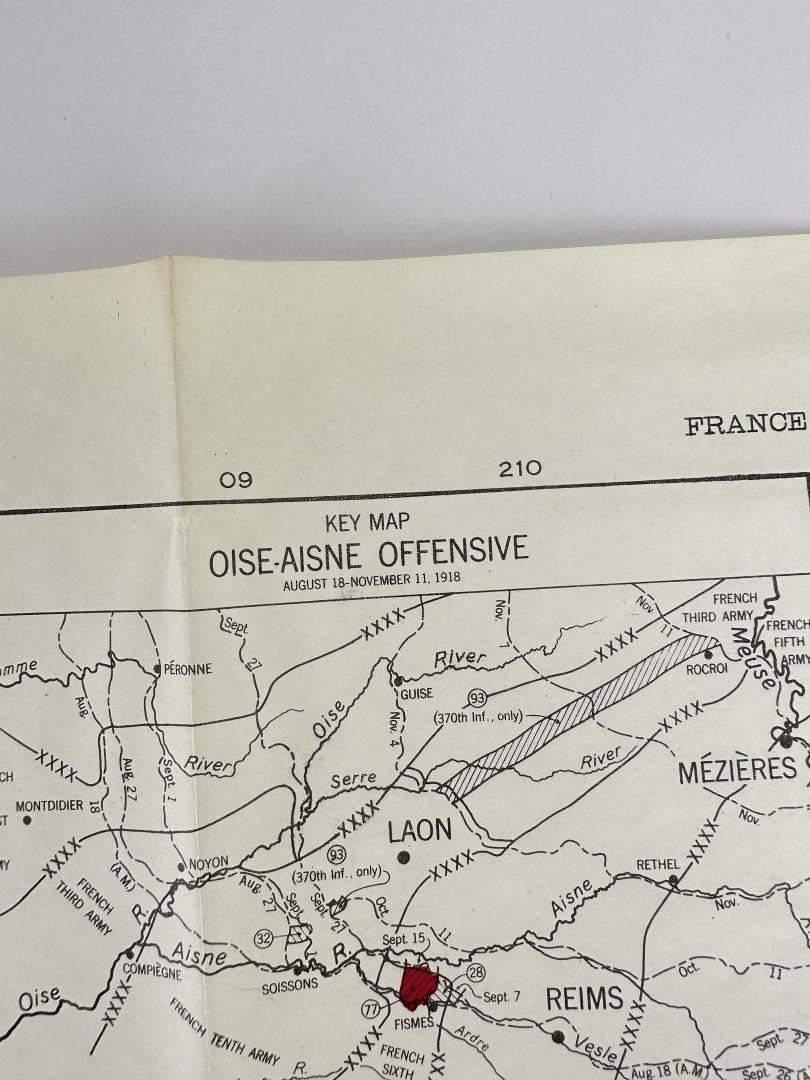 FRANCE
09 210
KEY MAP
OISE-AISNE OFFENSIVE
AUGUST 18-NOVEMBER 11, 1918
Sept. 27
XXXX
Nov. 7
Nov. 11
FRENCH
THIRD ARMY
FRENCH
FIFTH
ARMY
Meuse
PÉRONNE
River
XXXX
ROCROI
GUISE
93
(370th Inf., only)
Aug.
18
Oise
Nov. 4
XXXX
XXXX
River
Aug. 27
Sept. 1
River
Serre
MÉZIÈRES
MONTDIDIER
XXXX
LAON
Nov.
XXXX
(A.M.)
NOYON
93
(370th Inf., only)
XXXX
RETHEL
XXXX
FRENCH
THIRD ARMY
Aug. 27
Sept.
Sept. 27
Oct.
11
Aisne
Nov.
R.
32
Sept. 15
Aisne
R.
COMPIÈGNE
SOISSONS
28
Sept. 7
Oct. 11
Oise
XXXX
77
FISMES
REIMS
FRENCH TENTH ARMY
XXXX
Ardre
Vesle
XXXX
Sept. 27
R.
FRENCH
SIXTH
XX
Aug. 18 (A.M.)
Sept. 26